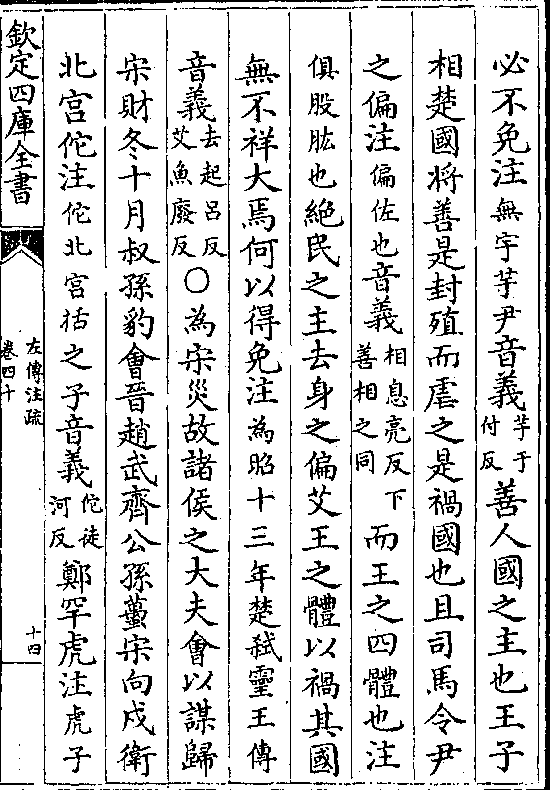 必不免注無宇芋尹音義芋于付反善人國之主也王子
相楚國將善是封殖而虐之是禍國也且司馬令尹
之偏注偏佐也音義相息亮反下善相之同而王之四體也注
俱股肱也絕民之主去身之偏艾王之體以禍其國
無不祥大焉何以得免注為昭十三年楚弒靈王傳
音義去起呂反艾魚廢反〇為宋災故諸侯之大夫會以謀歸
宋財冬十月叔孫豹會晉趙武齊公孫蠆宋向戌衛
北宮佗注佗北宮括之子音義佗徒河反鄭罕虎注虎子
欽定四庫全書
左傳注疏
卷四十
十四